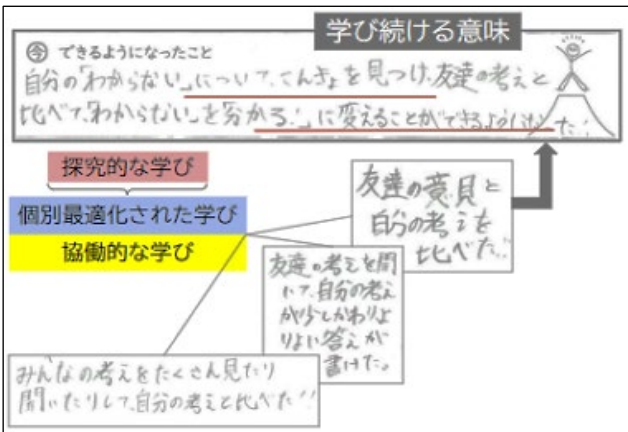 学び続ける意味
㊅ できるようになったこと
自分の「わからない」について、こんきょを見つけ、友達の考えと
比べて、「わからない」を「分かる!」に変えることができるようになった!
探究的な学び
個別最適化された学び
協働的な学び
友達の意見と
自分の考えを
比べた!!
友達の考えを聞
いて、自分の考え
が少しかわりよ
りよい答えが
書けた。
みんなの考えをたくさん見たり
聞いたりして、自分の考えと比べた!!